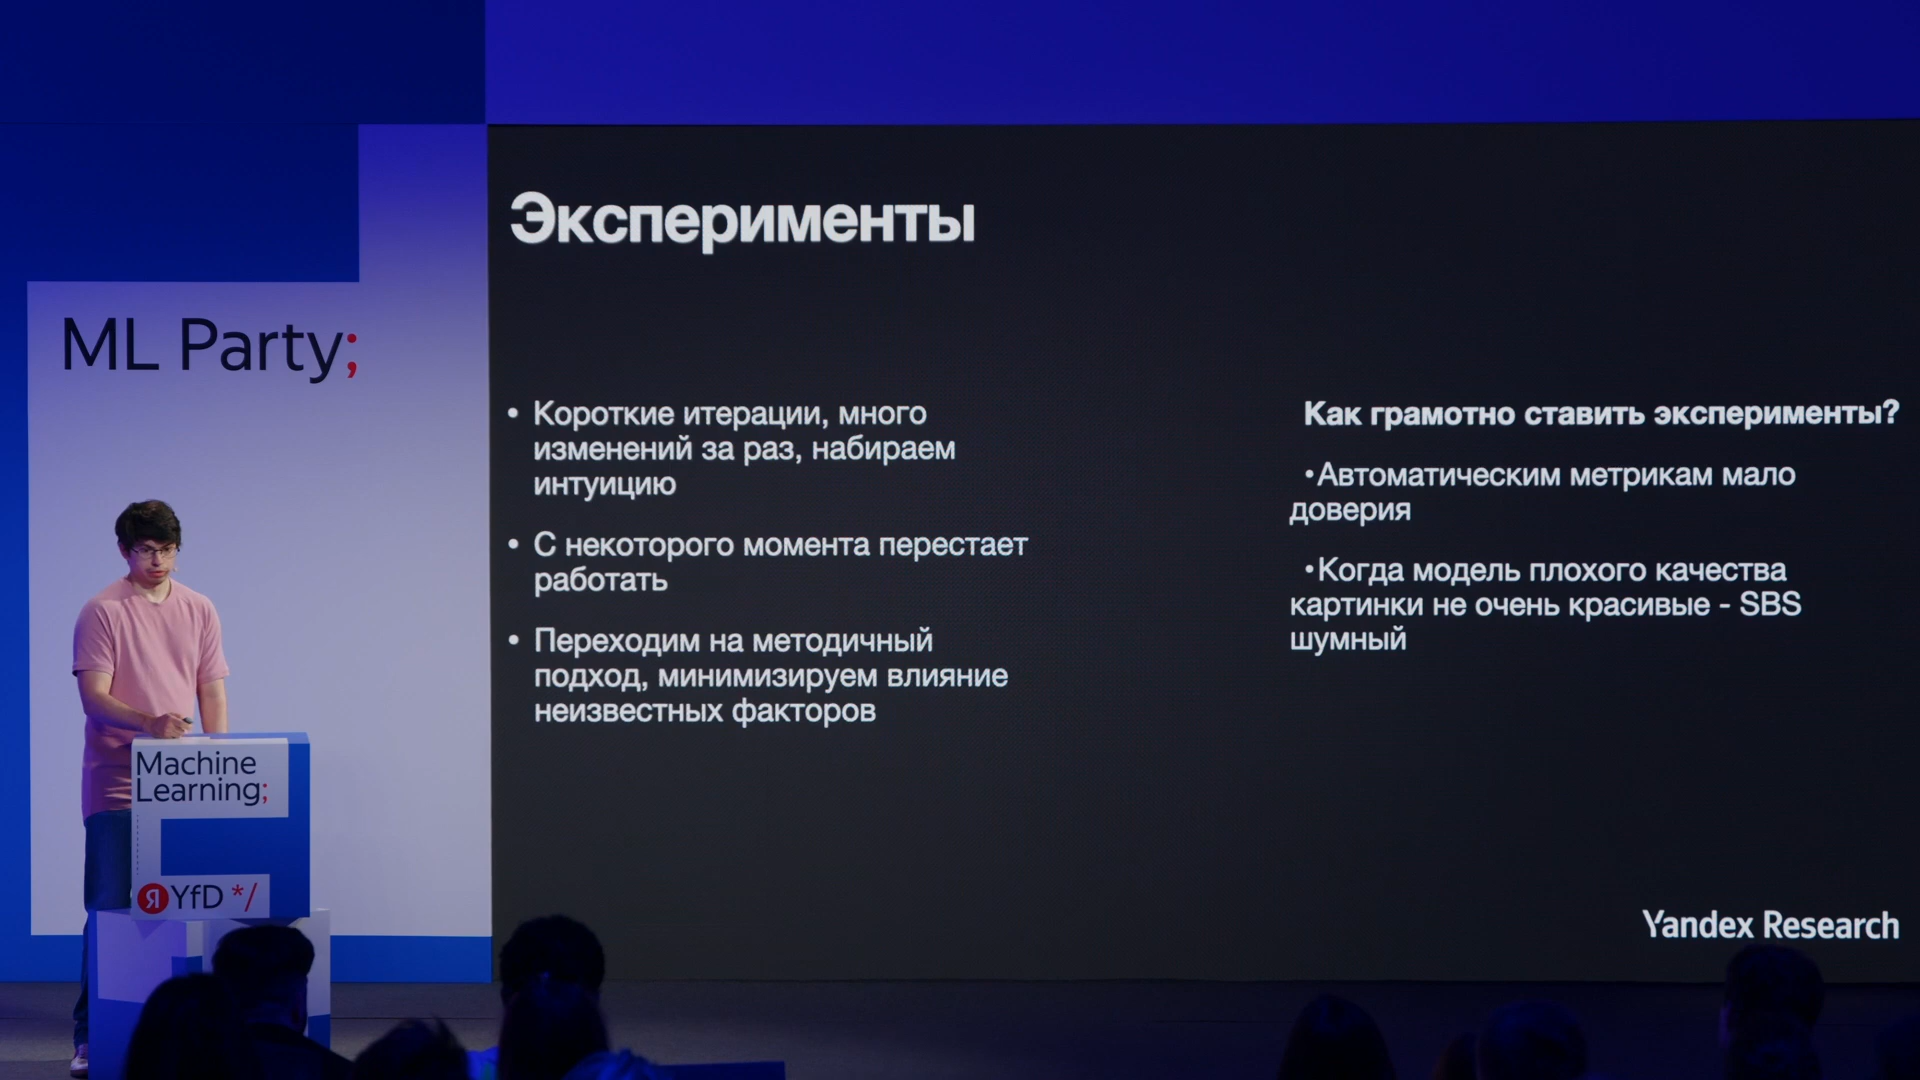 ML Party;
Machine
Learning;
Я YfD */
Эксперименты
• Короткие итерации, много
изменений за раз, набираем
интуицию
• С некоторого момента перестает
работать
• Переходим на методичный
подход, минимизируем влияние
неизвестных факторов
Как грамотно ставить эксперименты?
•Автоматическим метрикам мало
доверия
•Когда модель плохого качества
картинки не очень красивые - SBS
шумный
Yandex Research